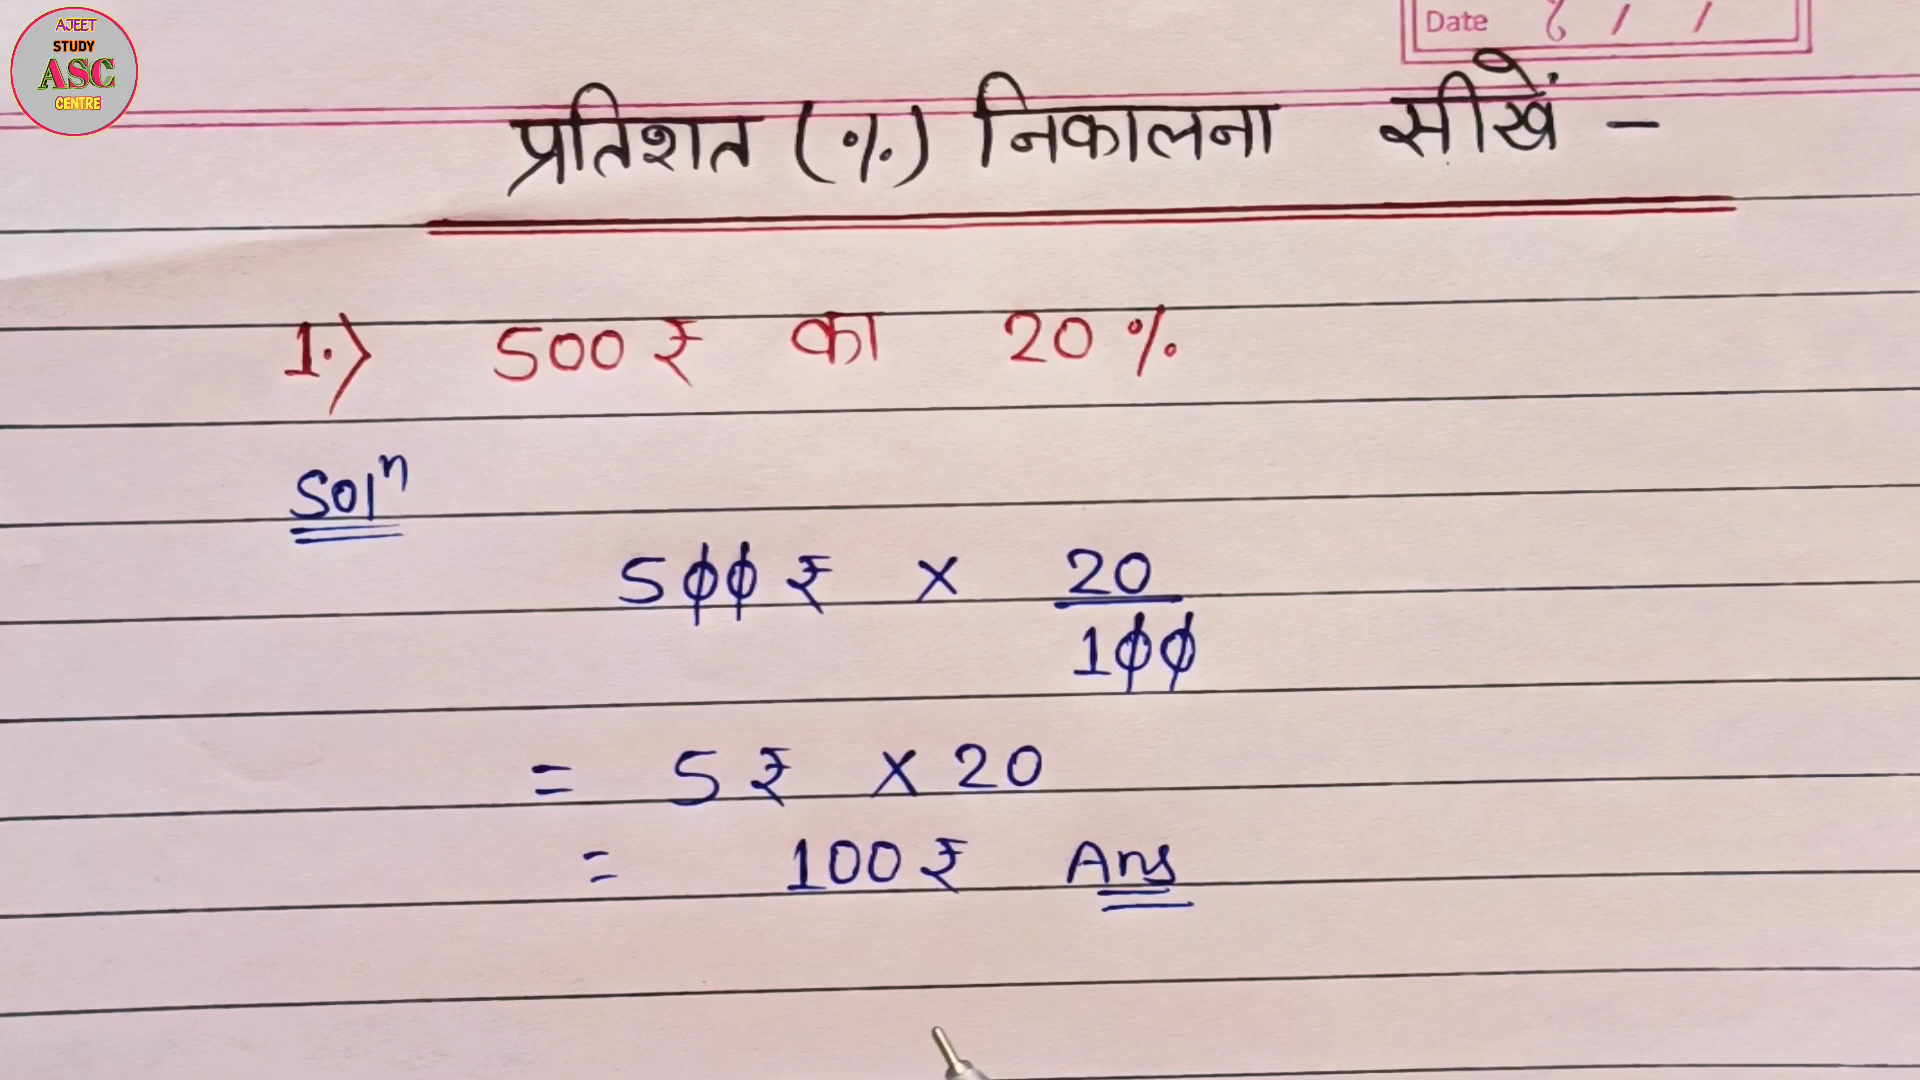 AJEET
STUDY
ASC
CENTRE
Date
प्रतिशत (%) निकालना सीखें –
1.) 500 ₹ का 20 %
Solⁿ
500 ₹ × 20
100
= 5 ₹ × 20
= 100 ₹ Ans